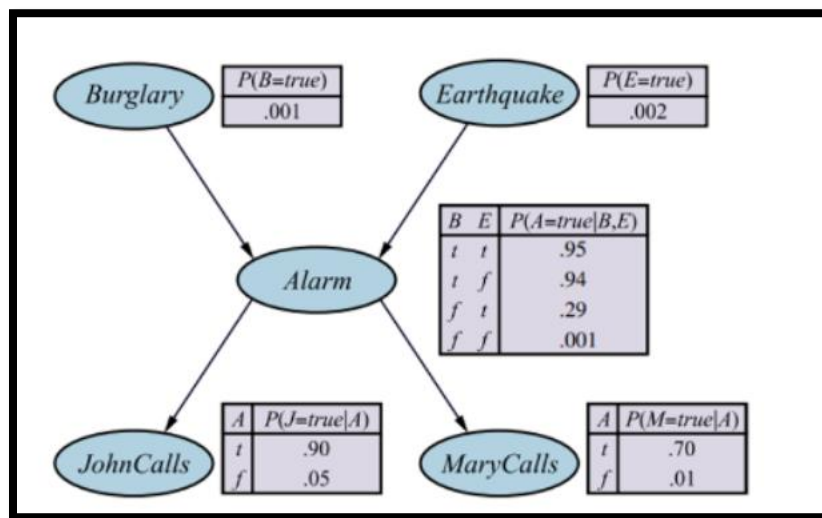 Burglary
P(B=true)
.001
Earthquake
P(E=true)
.002
B E P(A=true|B,E)
t t .95
t f .94
f t .29
f f .001
Alarm
JohnCalls
A P(J=true|A)
t .90
f .05
MaryCalls
A P(M=true|A)
t .70
f .01